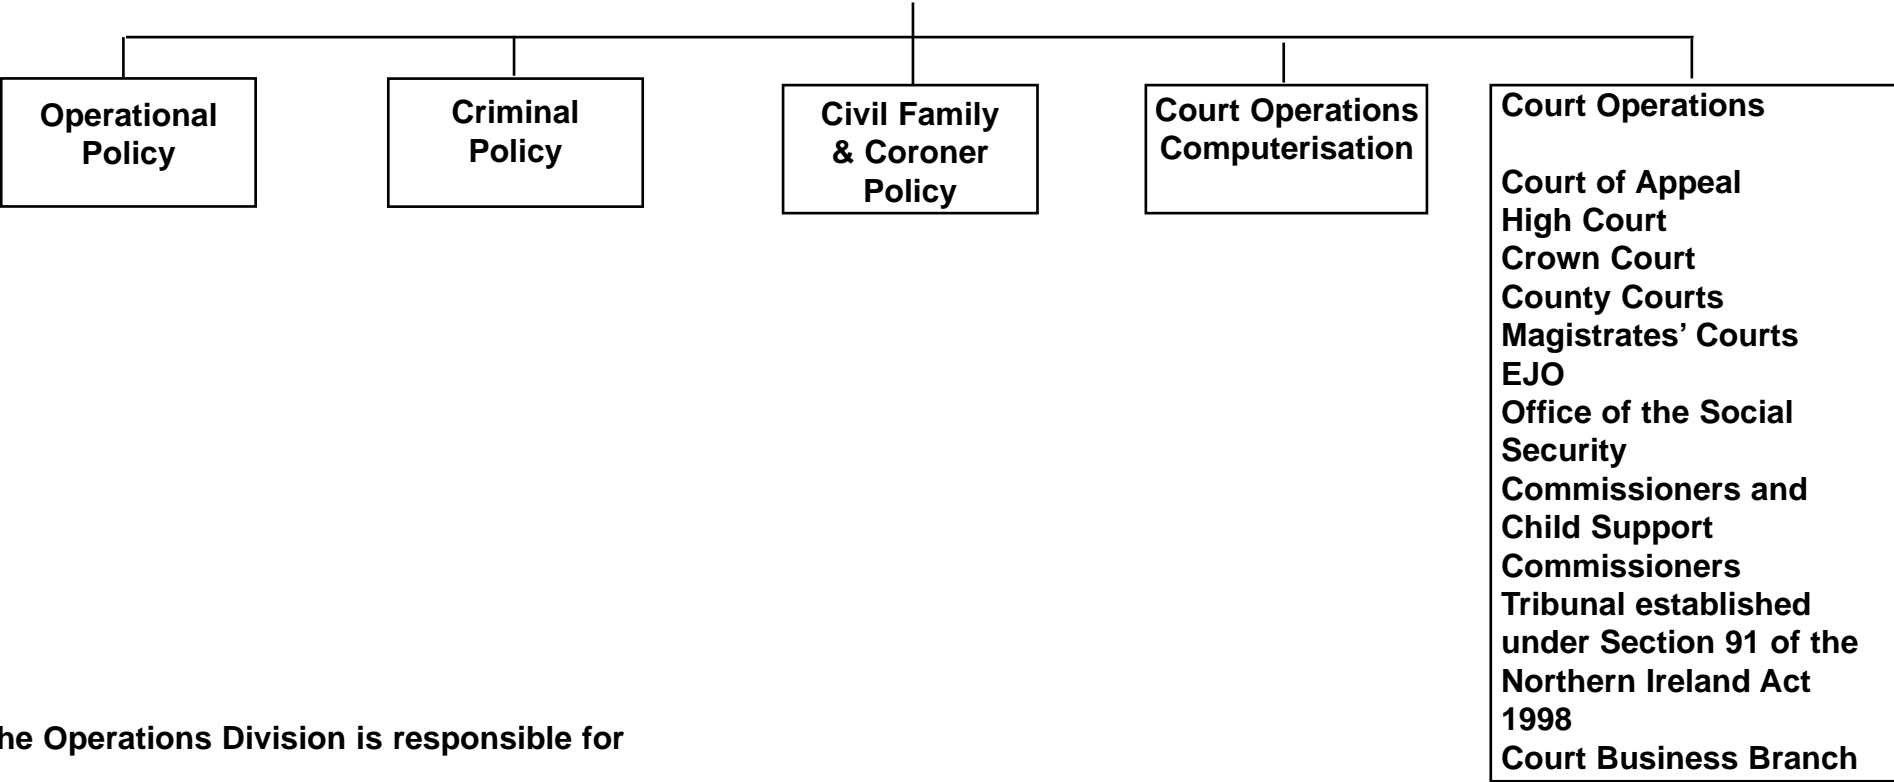 Operational
Policy
Criminal
Policy
Civil Family
& Coroner
Policy
Court Operations
Computerisation
Court Operations
Court of Appeal
High Court
Crown Court
County Courts
Magistrates’ Courts
EJO
Office of the Social
Security
Commissioners and
Child Support
Commissioners
Tribunal established
under Section 91 of the
Northern Ireland Act
1998
Court Business Branch
he Operations Division is responsible for